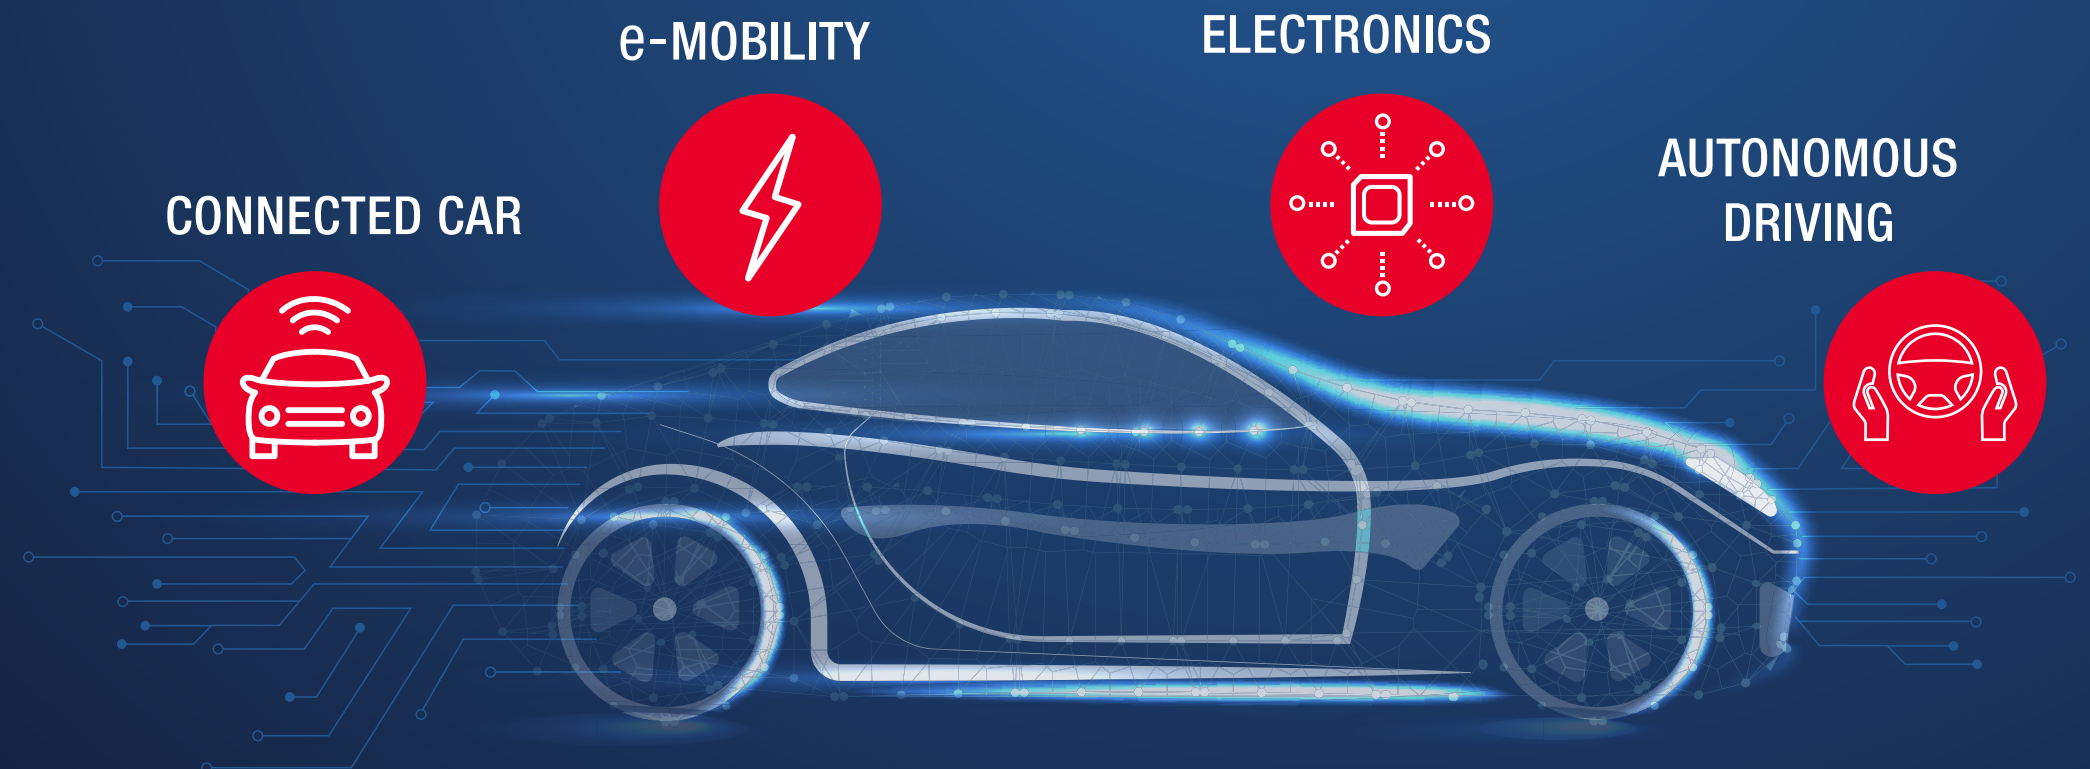 e-MOBILITY
ELECTRONICS
AUTONOMOUS
DRIVING
CONNECTED CAR